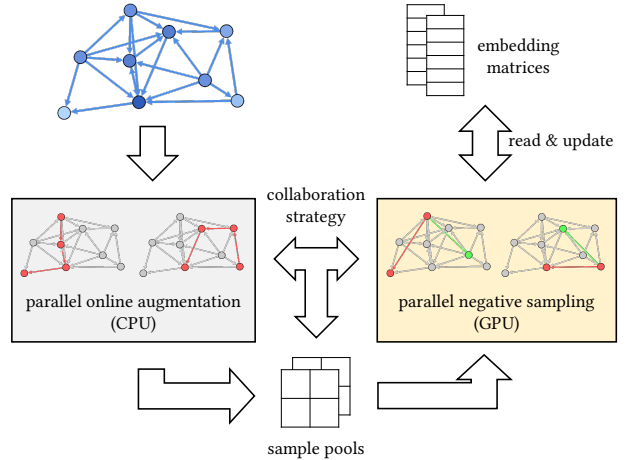 embedding
matrices
read & update
collaboration
strategy
parallel online augmentation
(CPU)
parallel negative sampling
(GPU)
sample pools